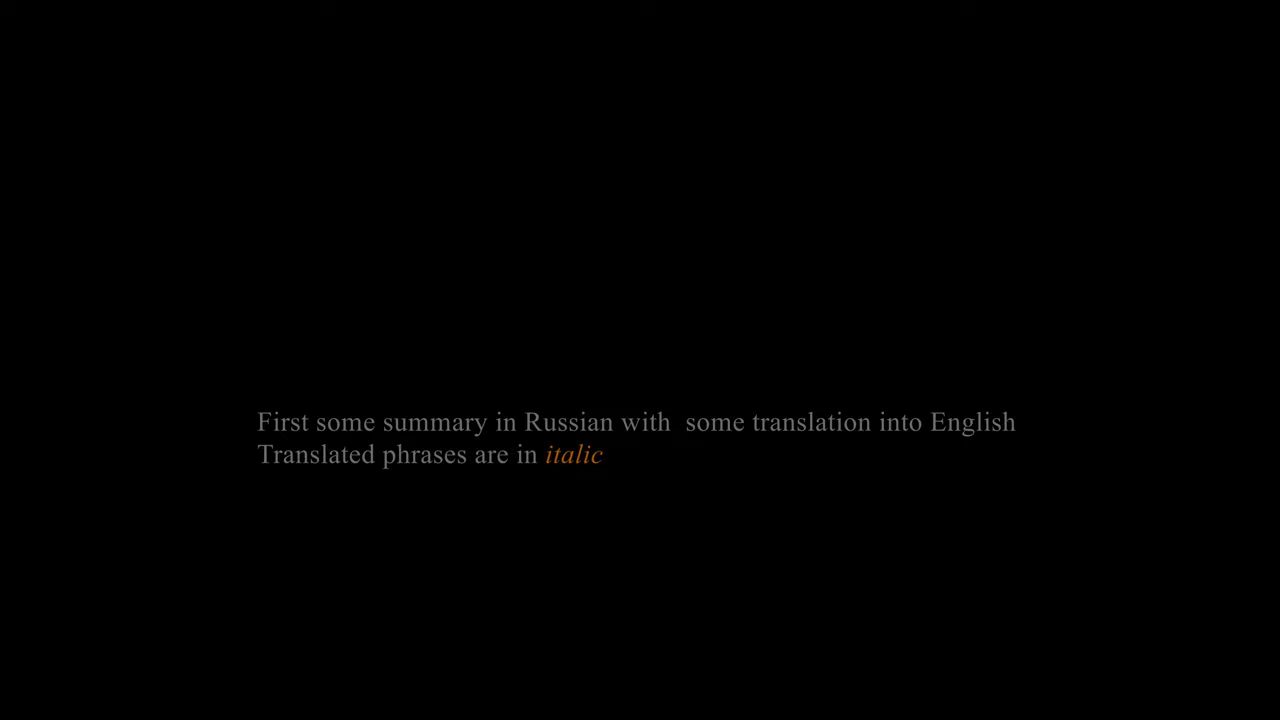 First some summary in Russian with  some translation into English
Translated phrases are in italic